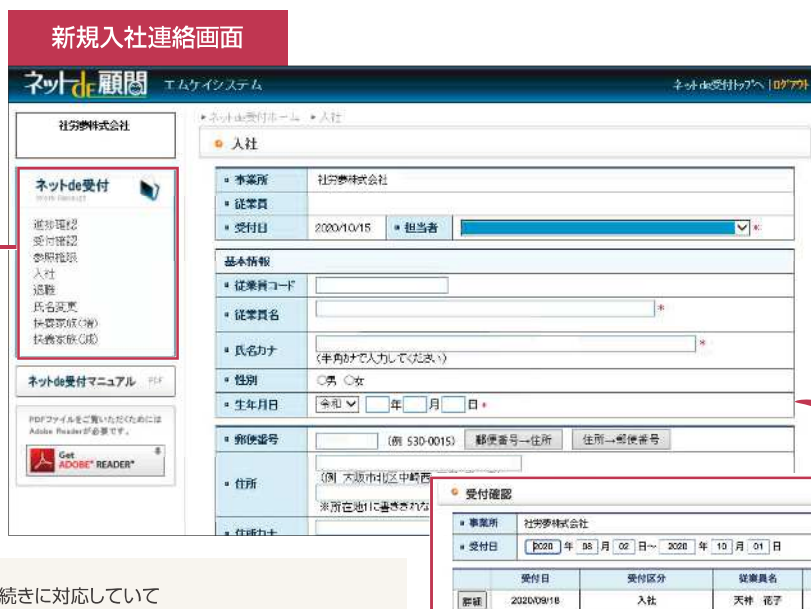 新規入社連絡画面
ネットde顧問 エムケイシステム
ネットde受付トップへ | ログアウト
社労夢株式会社
▶ネットde受付ホーム ▶入社
入社
ネットde受付
進捗確認
受付確認
参照権限
入社
退職
氏名変更
扶養家族(増)
扶養家族(減)
ネットde受付マニュアル PDF
PDFファイルをご覧いただくためには
Adobe Readerが必要です。
Get
ADOBE® READER®
事業所 社労夢株式会社
従業員
受付日 2020/10/15 担当者 *
基本情報
従業員コード
従業員名 *
氏名カナ *
(半角カナで入力してください)
性別 ○男 ○女
生年月日 令和 年 月 日 *
郵便番号 (例 530-0015) 郵便番号→住所 住所→郵便番号
住所
(例 大阪市北区中崎西
※所在地1に書ききれな
住所カナ
受付確認
事業所 社労夢株式会社
受付日 2020 年 08 月 02 日～ 2020 年 10 月 01 日
受付日 受付区分 従業員名
詳細 2020/09/18 入社 天神 花子
続きに対応していて